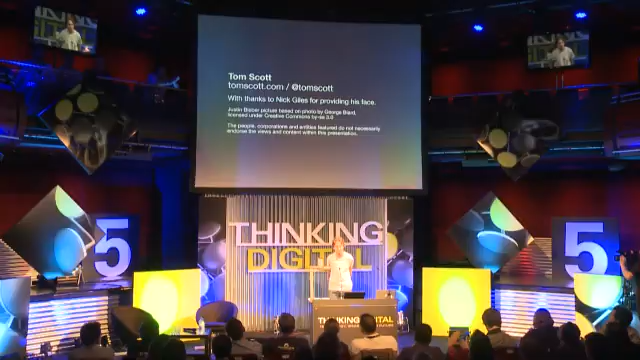 Tom Scott
tomscott.com / @tomscott
With thanks to Nick Giles for providing his face.
Justin Bieber picture based on photo by George Biard,
licensed under Creative Commons by-sa 3.0
The people, corporations and entities featured do not necessarily
endorse the views and content within this presentation.
THINKING
DIGITAL
5
5
THINKING DIGITAL